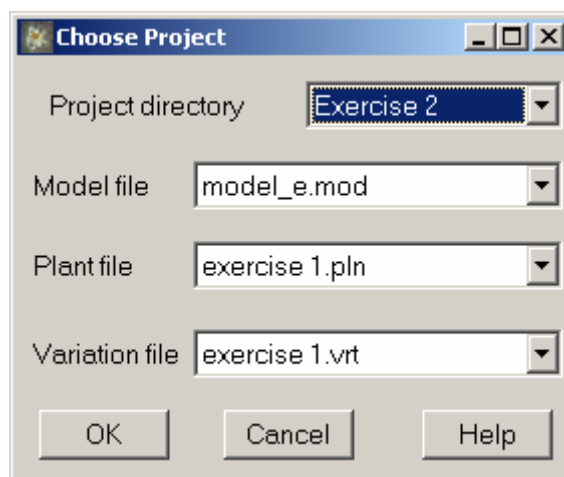 Choose Project
Project directory Exercise 2
Model file model_e.mod
Plant file exercise 1.pln
Variation file exercise 1.vrt
OK Cancel Help